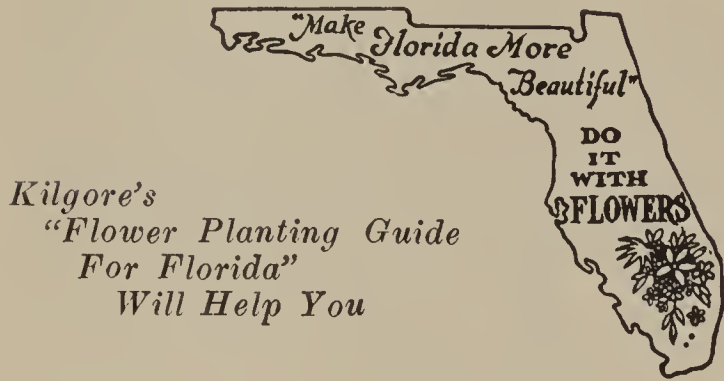 "Make
Florida More
Beautiful"
DO
IT
WITH
FLOWERS
Kilgore's
"Flower Planting Guide
For Florida"
Will Help You